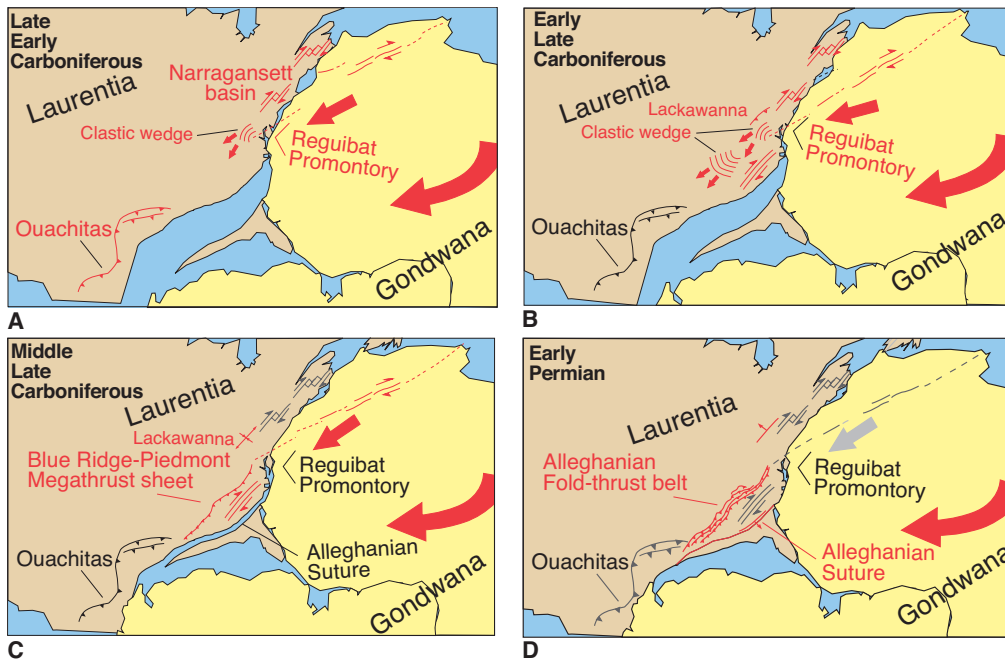 Late
Early
Carboniferous
Laurentia
Narragansett
basin
Clastic wedge
Reguibat
Promontory
Ouachitas
Gondwana
A
Early
Late
Carboniferous
Laurentia
Lackawanna
Clastic wedge
Reguibat
Promontory
Ouachitas
Gondwana
B
Middle
Late
Carboniferous
Laurentia
Lackawanna
Blue Ridge-Piedmont
Megathrust sheet
Reguibat
Promontory
Ouachitas
Alleghanian
Suture
Gondwana
C
Early
Permian
Laurentia
Alleghanian
Fold-thrust belt
Reguibat
Promontory
Ouachitas
Alleghanian
Suture
Gondwana
D